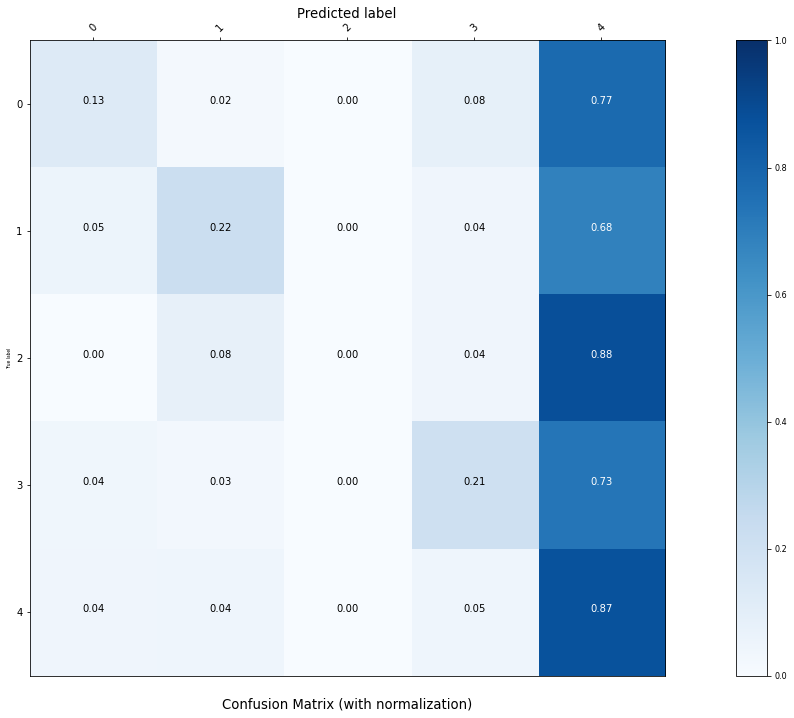 Predicted label
0 1 2 3 4
0 0.13 0.02 0.00 0.08 0.77
1 0.05 0.22 0.00 0.04 0.68
2 0.00 0.08 0.00 0.04 0.88
3 0.04 0.03 0.00 0.21 0.73
4 0.04 0.04 0.00 0.05 0.87
True label
Confusion Matrix (with normalization)
1.0
0.8
0.6
0.4
0.2
0.0